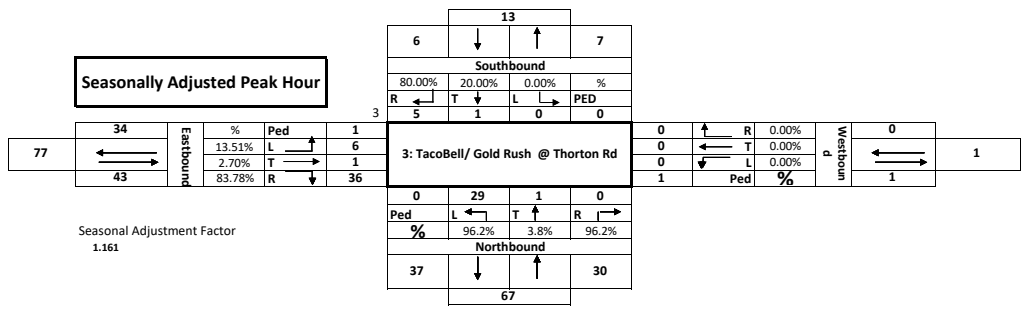 13
6 7
Southbound
Seasonally Adjusted Peak Hour
80.00% 20.00% 0.00% %
R T L PED
3 5 1 0 0
34 Eastbound % Ped 1
77 13.51% L 6
2.70% T 1
43 83.78% R 36
3: TacoBell/ Gold Rush @ Thorton Rd
0 R 0.00% Westboun
d 0
0 T 0.00% 1
0 L 0.00%
1 Ped % 1
0 29 1 0
Ped L T R
% 96.2% 3.8% 96.2%
Northbound
37 30
67
Seasonal Adjustment Factor
1.161